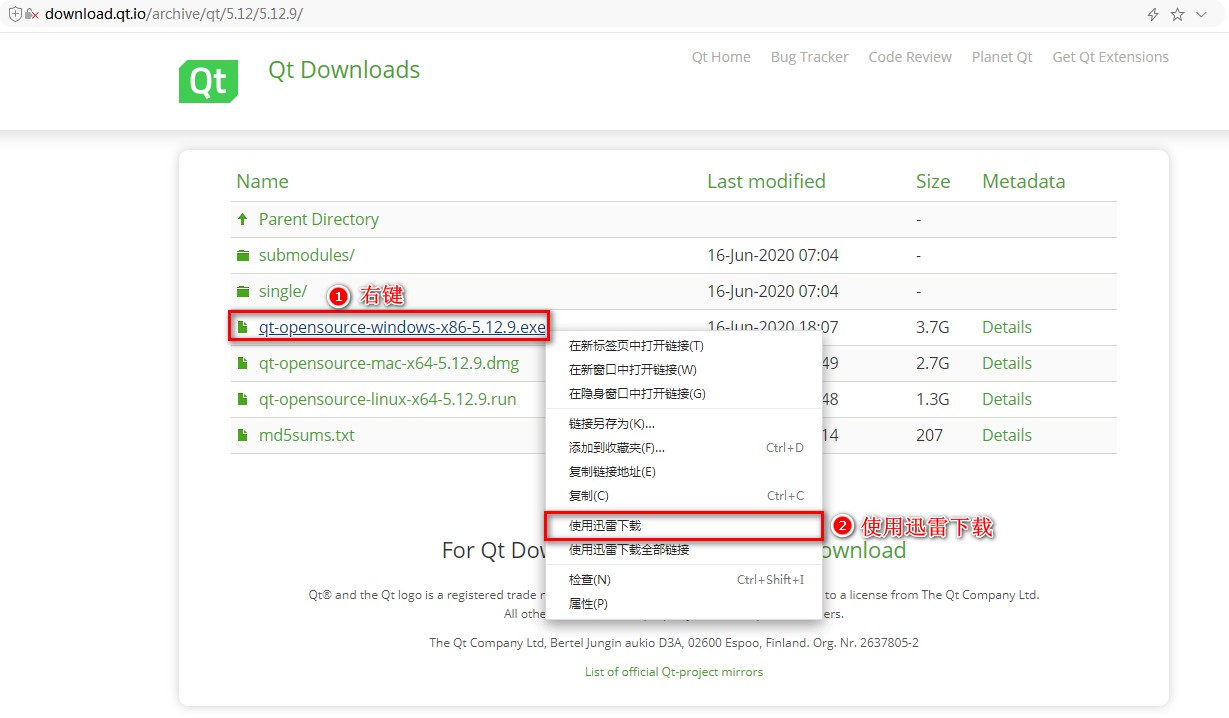 download.qt.io/archive/qt/5.12/5.12.9/
Qt Home Bug Tracker Code Review Planet Qt Get Qt Extensions
Qt Qt Downloads
Name Last modified Size Metadata
Parent Directory -
submodules/ 16-Jun-2020 07:04 -
single/ 16-Jun-2020 07:04 -
1 右键
qt-opensource-windows-x86-5.12.9.exe 16-Jun-2020 18:07 3.7G Details
qt-opensource-mac-x64-5.12.9.dmg 49 2.7G Details
qt-opensource-linux-x64-5.12.9.run 48 1.3G Details
md5sums.txt 14 207 Details
在新标签页中打开链接(T)
在新窗口中打开链接(W)
在隐身窗口中打开链接(G)
链接另存为(K)...
添加到收藏夹(F)... Ctrl+D
复制链接地址(E)
复制(C) Ctrl+C
使用迅雷下载
2 使用迅雷下载
使用迅雷下载全部链接
检查(N) Ctrl+Shift+I
属性(P)
For Qt Dow ownload
Qt® and the Qt logo is a registered trade to a license from The Qt Company Ltd.
All othe ers.
The Qt Company Ltd, Bertel Jungin aukio D3A, 02600 Espoo, Finland. Org. Nr. 2637805-2
List of official Qt-project mirrors